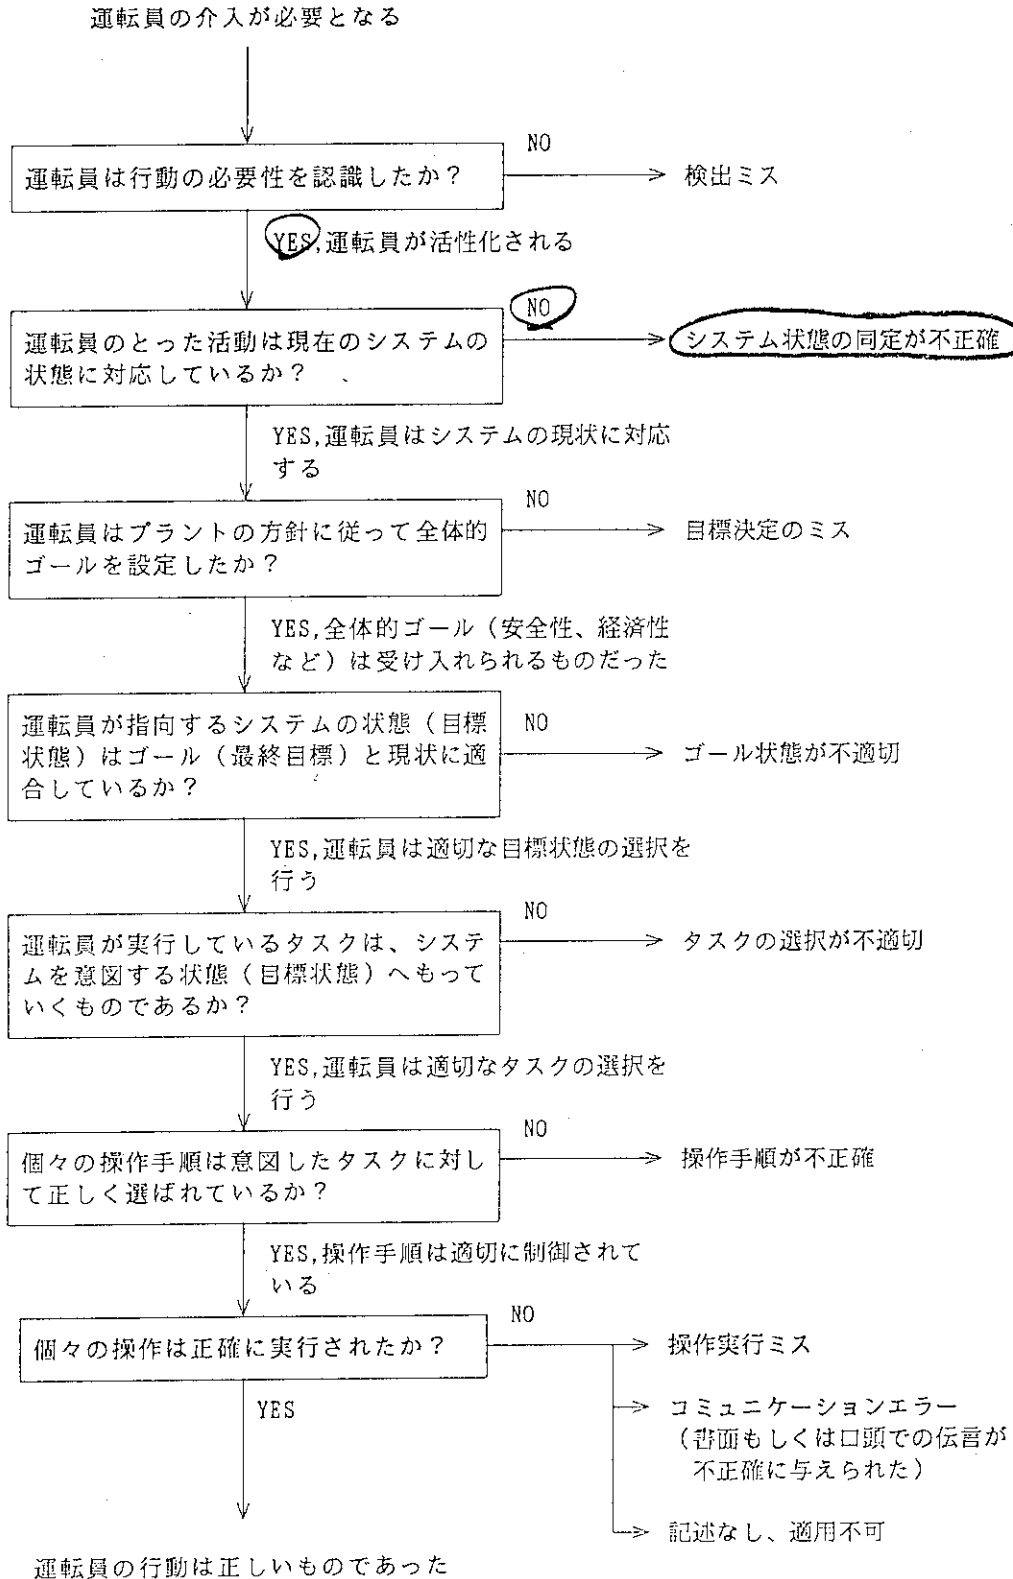 運転員の介入が必要となる
NO
運転員は行動の必要性を認識したか？
検出ミス
YES,運転員が活性化される
NO
運転員のとった活動は現在のシステムの
状態に対応しているか？
システム状態の同定が不正確
YES,運転員はシステムの現状に対応
する
NO
運転員はプラントの方針に従って全体的
ゴールを設定したか？
目標決定のミス
YES,全体的ゴール（安全性、経済性
など）は受け入れられるものだった
運転員が指向するシステムの状態（目標
状態）はゴール（最終目標）と現状に適
合しているか？
NO
ゴール状態が不適切
YES,運転員は適切な目標状態の選択を
行う
NO
運転員が実行しているタスクは、システ
ムを意図する状態（目標状態）へもって
いくものであるか？
タスクの選択が不適切
YES,運転員は適切なタスクの選択を
行う
NO
個々の操作手順は意図したタスクに対し
て正しく選ばれているか？
操作手順が不正確
YES,操作手順は適切に制御されて
いる
NO
個々の操作は正確に実行されたか？
操作実行ミス
YES
コミュニケーションエラー
（書面もしくは口頭での伝言が
不正確に与えられた）
記述なし、適用不可
運転員の行動は正しいものであった